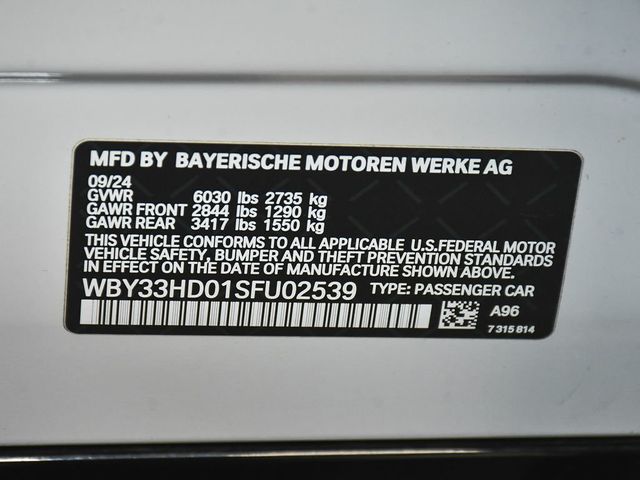 MFD BY BAYERISCHE MOTOREN WERKE AG
09/24
GVWR 6030 lbs 2735 kg
GAWR FRONT 2844 lbs 1290 kg
GAWR REAR 3417 lbs 1550 kg
THIS VEHICLE CONFORMS TO ALL APPLICABLE U.S.FEDERAL MOTOR
VEHICLE SAFETY, BUMPER AND THEFT PREVENTION STANDARDS
IN EFFECT ON THE DATE OF MANUFACTURE SHOWN ABOVE.
WBY33HD01SFU02539 TYPE: PASSENGER CAR
A96
7 315 814